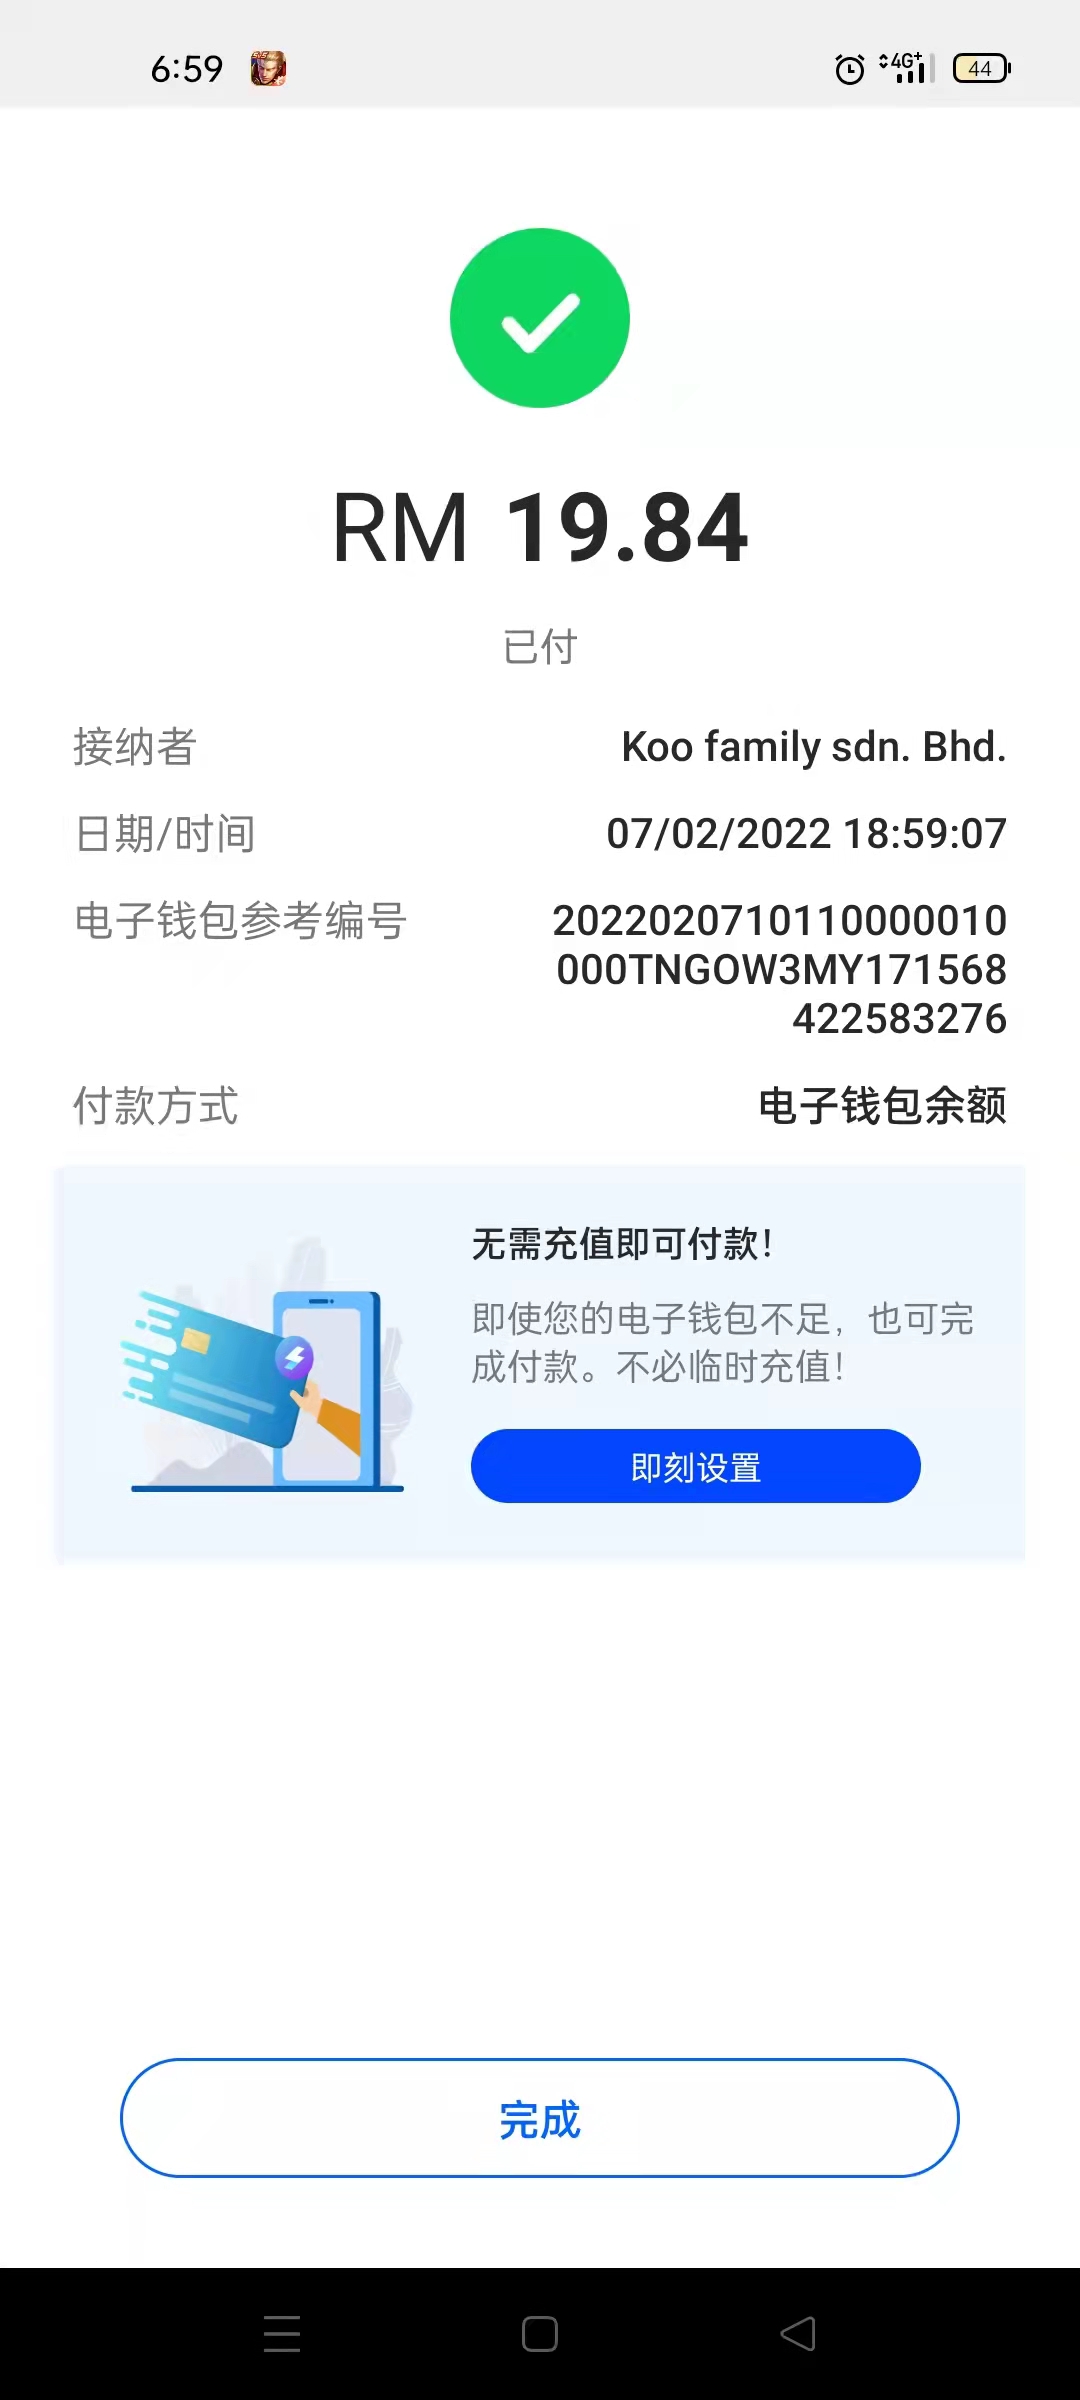 6:59
4G+
44
RM 19.84
已付
接纳者
Koo family sdn. Bhd.
日期/时间
07/02/2022 18:59:07
电子钱包参考编号
2022020710110000010
000TNGOW3MY171568
422583276
付款方式
电子钱包余额
无需充值即可付款！
即使您的电子钱包不足，也可完
成付款。不必临时充值！
即刻设置
完成